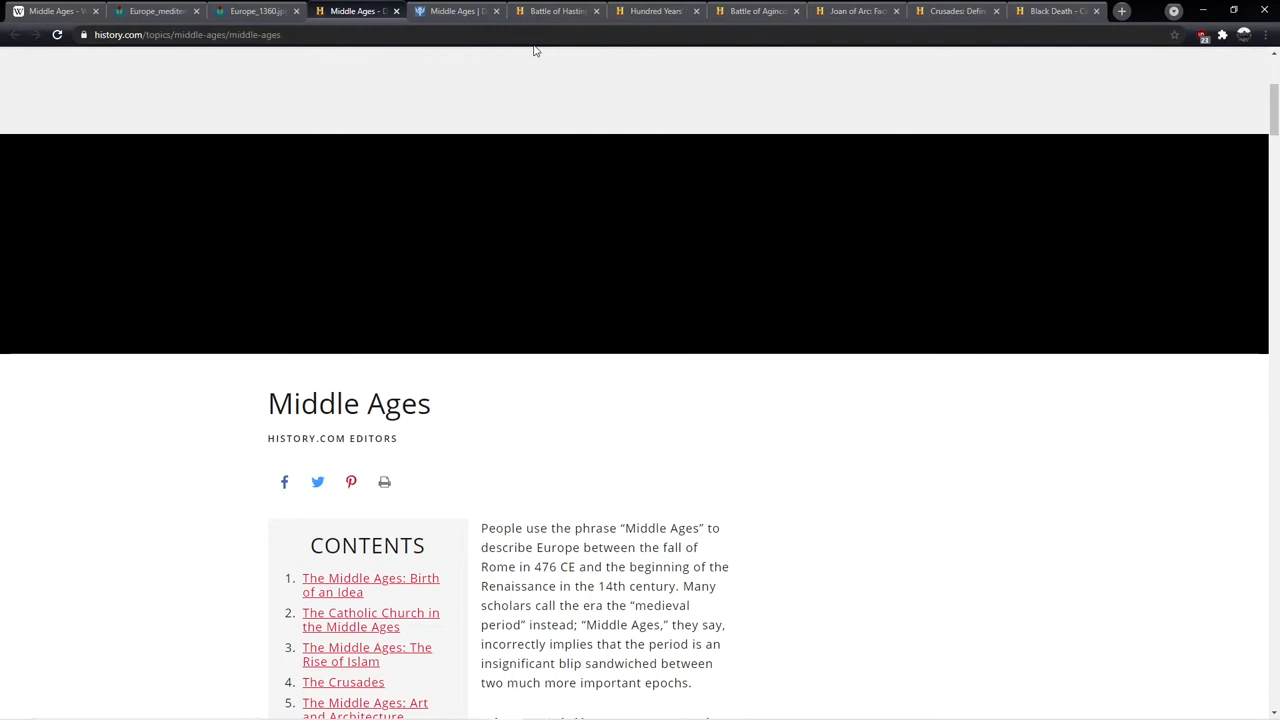 Middle Ages - Europe_mediter Europe_1360.jpg Middle Ages - D Middle Ages | D Battle of Hastin Hundred Years' Battle of Aginco Joan of Arc: Fac Crusades: Defin Black Death - C
history.com/topics/middle-ages/middle-ages
23
Middle Ages
HISTORY.COM EDITORS
CONTENTS
1. The Middle Ages: Birth
of an Idea
2. The Catholic Church in
the Middle Ages
3. The Middle Ages: The
Rise of Islam
4. The Crusades
5. The Middle Ages: Art
and Architecture
People use the phrase “Middle Ages” to
describe Europe between the fall of
Rome in 476 CE and the beginning of the
Renaissance in the 14th century. Many
scholars call the era the “medieval
period” instead; “Middle Ages,” they say,
incorrectly implies that the period is an
insignificant blip sandwiched between
two much more important epochs.